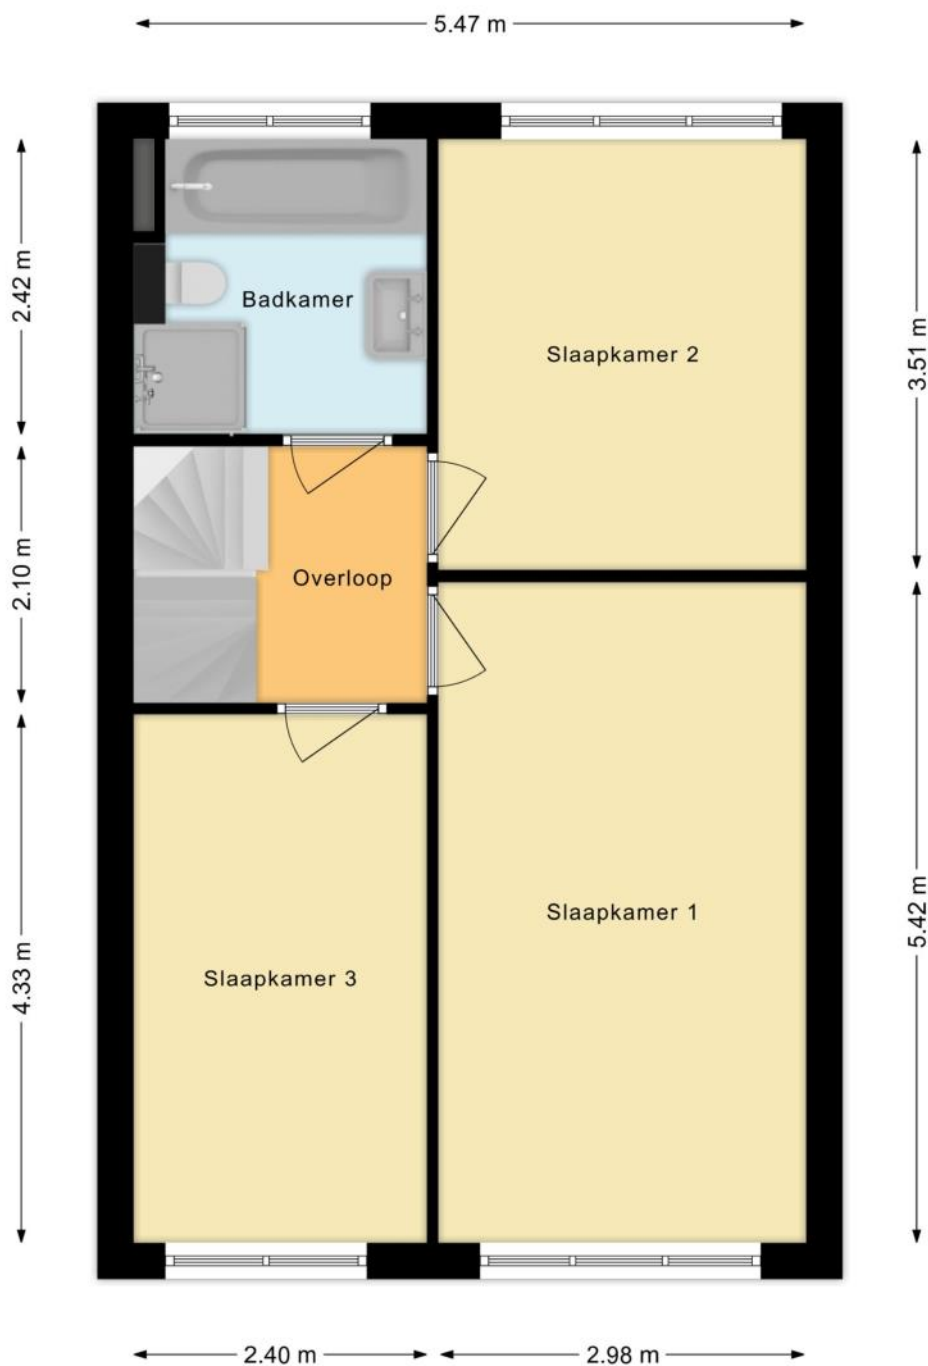 5.47 m
2.42 m
Badkamer
Slaapkamer 2
3.51 m
2.10 m
Overloop
Slaapkamer 1
5.42 m
Slaapkamer 3
4.33 m
2.40 m
2.98 m